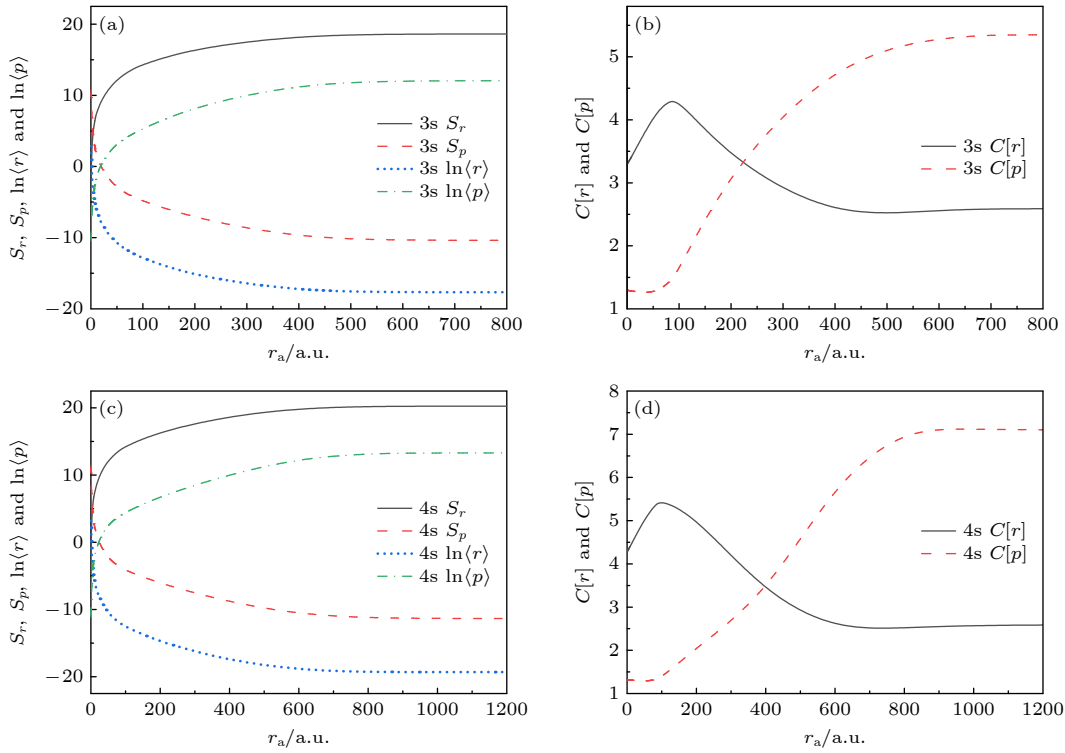 (a)
S_r, S_p, ln⟨r⟩ and ln⟨p⟩
20
10
0
−10
−20
3s S_r
3s S_p
3s ln⟨r⟩
3s ln⟨p⟩
0 100 200 300 400 500 600 700 800
r_a/a.u.
(b)
C[r] and C[p]
5
4
3
2
1
3s C[r]
3s C[p]
0 100 200 300 400 500 600 700 800
r_a/a.u.
(c)
S_r, S_p, ln⟨r⟩ and ln⟨p⟩
20
10
0
−10
−20
4s S_r
4s S_p
4s ln⟨r⟩
4s ln⟨p⟩
0 200 400 600 800 1000 1200
r_a/a.u.
(d)
C[r] and C[p]
8
7
6
5
4
3
2
1
4s C[r]
4s C[p]
0 200 400 600 800 1000 1200
r_a/a.u.